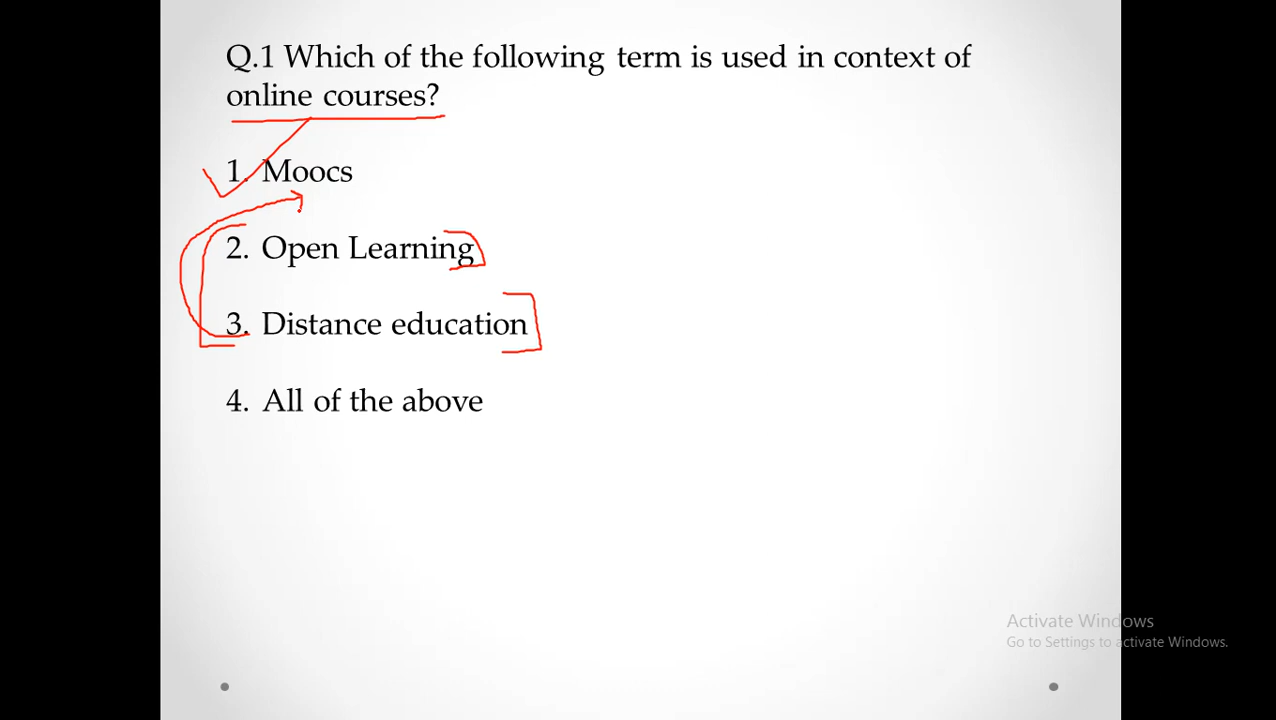 Q.1 Which of the following term is used in context of
online courses?
1. Moocs
2. Open Learning
3. Distance education
4. All of the above
Activate Windows
Go to Settings to activate Windows.